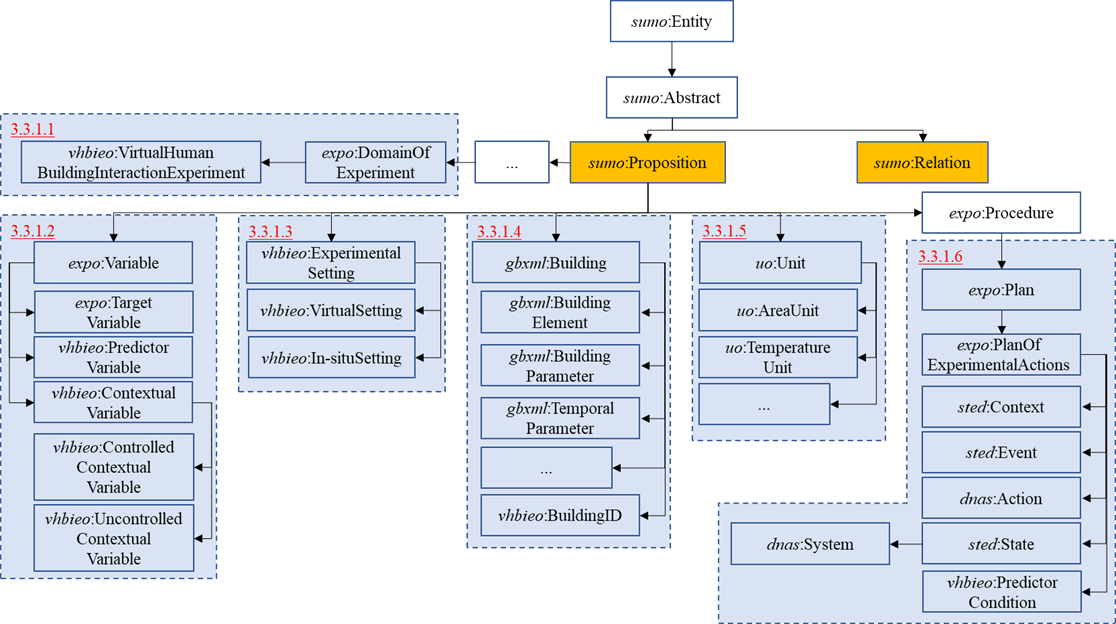 sumo:Entity
sumo:Abstract
3.3.1.1
vhbieo:VirtualHuman
BuildingInteractionExperiment
expo:DomainOf
Experiment
...
sumo:Proposition
sumo:Relation
expo:Procedure
3.3.1.2
expo:Variable
expo:Target
Variable
vhbieo:Predictor
Variable
vhbieo:Contextual
Variable
vhbieo:Controlled
Contextual
Variable
vhbieo:Uncontrolled
Contextual
Variable
3.3.1.3
vhbieo:Experimental
Setting
vhbieo:VirtualSetting
vhbieo:In-situSetting
3.3.1.4
gbxml:Building
gbxml:Building
Element
gbxml:Building
Parameter
gbxml:Temporal
Parameter
...
vhbieo:BuildingID
3.3.1.5
uo:Unit
uo:AreaUnit
uo:Temperature
Unit
...
3.3.1.6
expo:Plan
expo:PlanOf
ExperimentalActions
sted:Context
sted:Event
dnas:Action
sted:State
dnas:System
vhbieo:Predictor
Condition